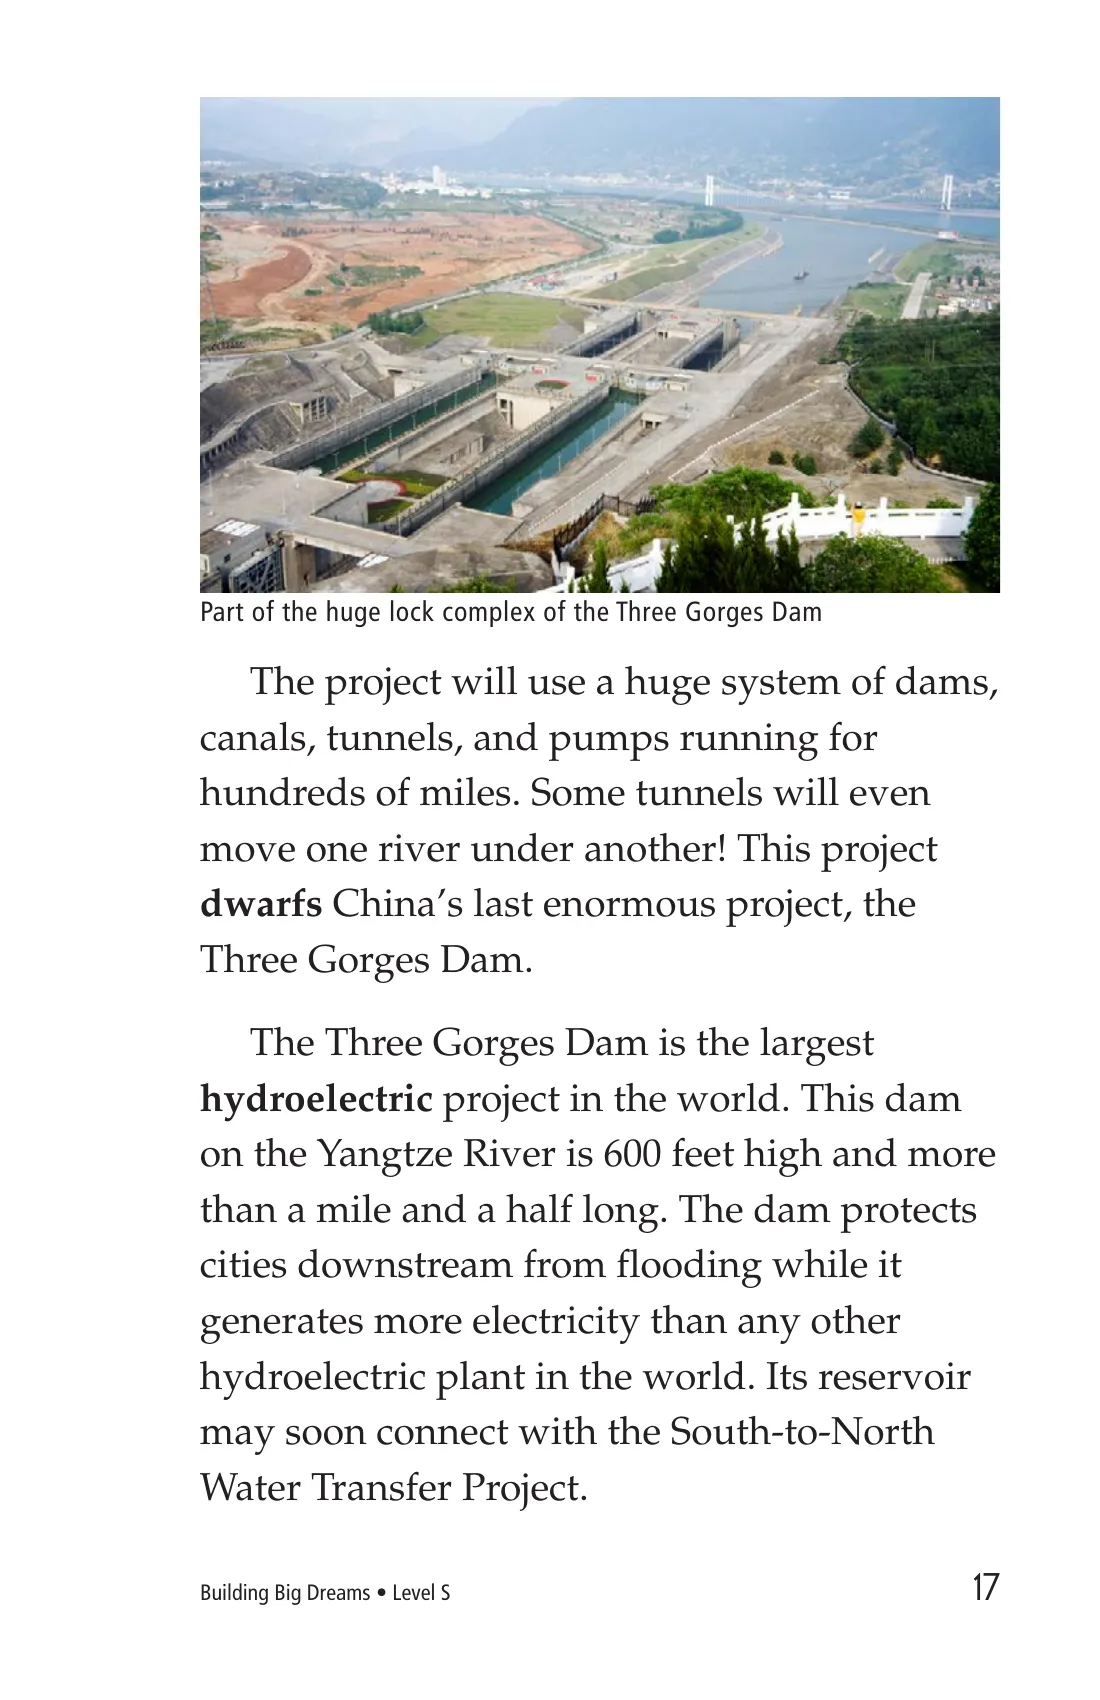 Part of the huge lock complex of the Three Gorges Dam
The project will use a huge system of dams,
canals, tunnels, and pumps running for
hundreds of miles. Some tunnels will even
move one river under another! This project
dwarfs China’s last enormous project, the
Three Gorges Dam.
The Three Gorges Dam is the largest
hydroelectric project in the world. This dam
on the Yangtze River is 600 feet high and more
than a mile and a half long. The dam protects
cities downstream from flooding while it
generates more electricity than any other
hydroelectric plant in the world. Its reservoir
may soon connect with the South-to-North
Water Transfer Project.
Building Big Dreams • Level S
17